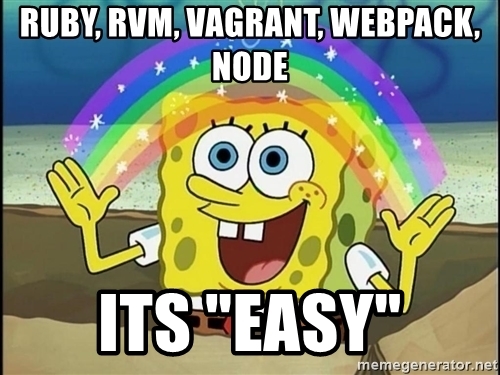 RUBY, RVM, VAGRANT, WEBPACK,
NODE
ITS "EASY"
memegenerator.net